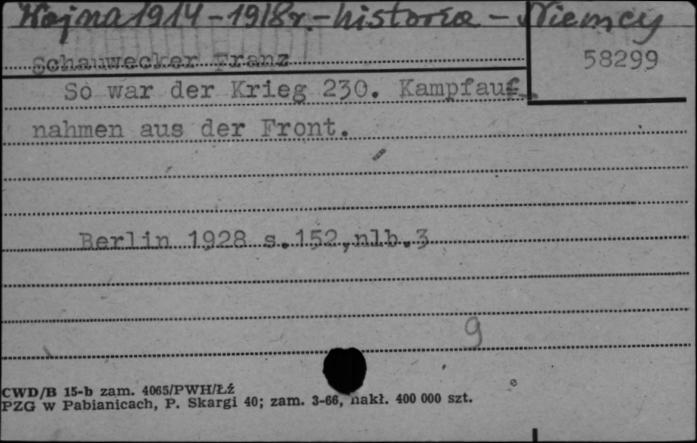 Wojna 1914-1918r.-historia - Niemcy
58299
Schauwecker Franz
So war der Krieg 230. Kampfauf-
nahmen aus der Front.
Berlin 1928 s.152,nlb.3
9
CWD/B 15-b zam. 4065/PWH/Łź
PZG w Pabianicach, P. Skargi 40; zam. 3-66, nakł. 400 000 szt.